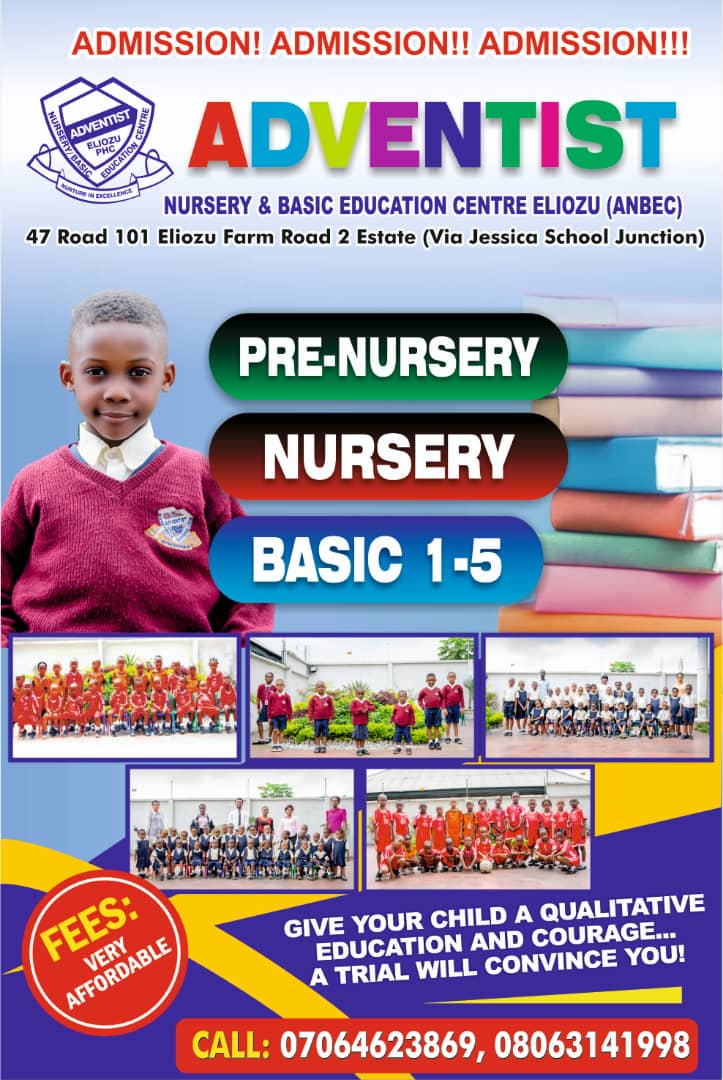 ADMISSION! ADMISSION!! ADMISSION!!!
NURSERY/BASIC EDUCATION CENTRE
ADVENTIST
ELIOZU
PHC
NURTURE IN EXCELLENCE
ADVENTIST
NURSERY & BASIC EDUCATION CENTRE ELIOZU (ANBEC)
47 Road 101 Eliozu Farm Road 2 Estate (Via Jessica School Junction)
PRE-NURSERY
NURSERY
BASIC 1-5
ADVENTIST
FEES:
VERY
AFFORDABLE
GIVE YOUR CHILD A QUALITATIVE
EDUCATION AND COURAGE...
A TRIAL WILL CONVINCE YOU!
CALL: 07064623869, 08063141998